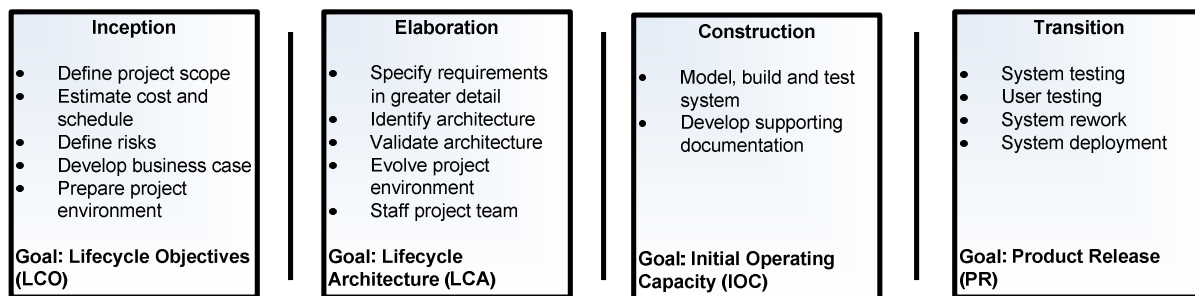 Inception
• Define project scope
• Estimate cost and
schedule
• Define risks
• Develop business case
• Prepare project
environment
Goal: Lifecycle Objectives
(LCO)
Elaboration
• Specify requirements
in greater detail
• Identify architecture
• Validate architecture
• Evolve project
environment
• Staff project team
Goal: Lifecycle
Architecture (LCA)
Construction
• Model, build and test
system
• Develop supporting
documentation
Goal: Initial Operating
Capacity (IOC)
Transition
• System testing
• User testing
• System rework
• System deployment
Goal: Product Release
(PR)